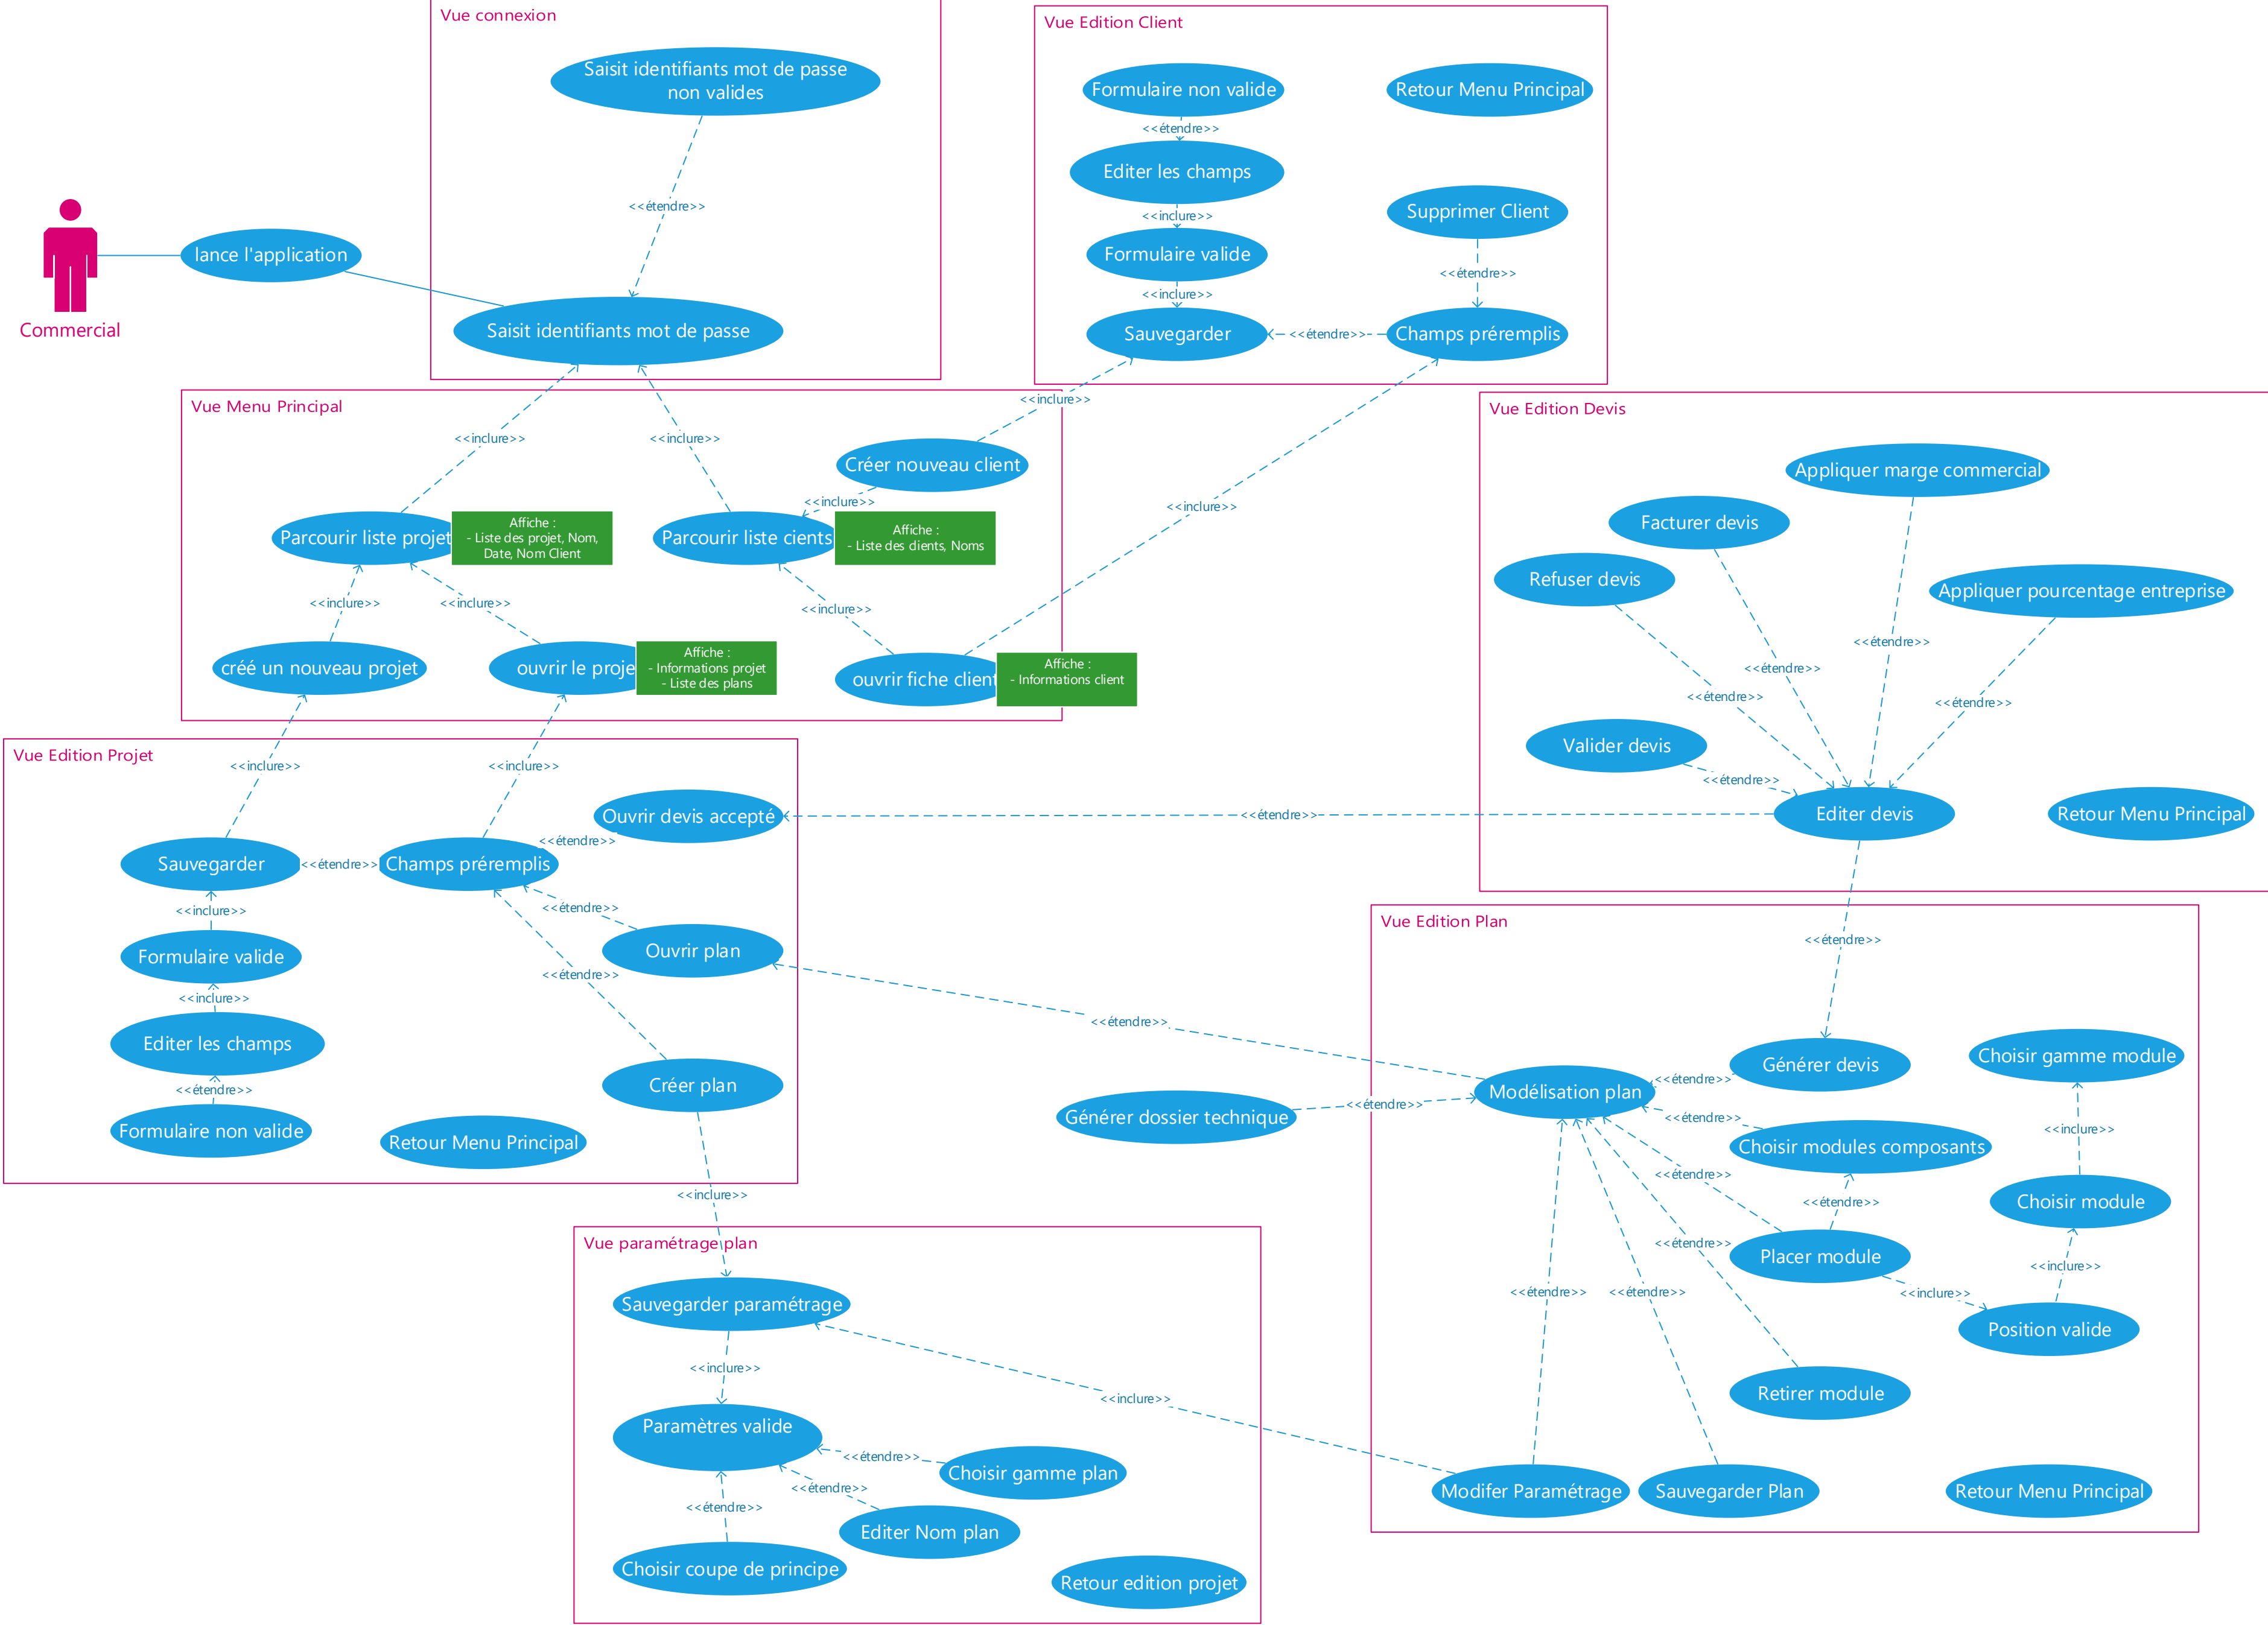 Vue connexion
Saisit identifiants mot de passe
non valides
<<étendre>>
lance l'application
Commercial
Saisit identifiants mot de passe
Vue Edition Client
Formulaire non valide
Retour Menu Principal
<<étendre>>
Editer les champs
<<inclure>>
Supprimer Client
Formulaire valide
<<étendre>>
<<inclure>>
Sauvegarder
<<étendre>>
Champs préremplis
Vue Menu Principal
<<inclure>>
<<inclure>>
<<inclure>>
Créer nouveau client
<<inclure>>
<<inclure>>
Parcourir liste projet
Affiche :
- Liste des projet, Nom,
Date, Nom Client
Parcourir liste cients
Affiche :
- Liste des clients, Noms
<<inclure>>
<<inclure>>
<<inclure>>
créé un nouveau projet
ouvrir le proje
Affiche :
- Informations projet
- Liste des plans
ouvrir fiche client
Affiche :
- Informations client
Vue Edition Devis
Appliquer marge commercial
Facturer devis
Refuser devis
Appliquer pourcentage entreprise
<<étendre>>
<<étendre>>
<<étendre>>
<<étendre>>
Valider devis
<<étendre>>
Editer devis
Retour Menu Principal
<<étendre>>
Vue Edition Projet
<<inclure>>
<<inclure>>
Ouvrir devis accepté
<<étendre>>
Sauvegarder
<<étendre>>
Champs préremplis
<<inclure>>
<<étendre>>
Formulaire valide
Ouvrir plan
<<étendre>>
<<inclure>>
Editer les champs
<<étendre>>
Créer plan
Formulaire non valide
Retour Menu Principal
<<inclure>>
Vue Edition Plan
<<étendre>>
<<étendre>>
Générer devis
Choisir gamme module
<<étendre>>
Modélisation plan
Générer dossier technique
<<étendre>>
<<étendre>>
<<inclure>>
Choisir modules composants
<<étendre>>
<<étendre>>
Choisir module
<<étendre>>
Placer module
<<inclure>>
<<étendre>>
<<étendre>>
<<inclure>>
Position valide
Retirer module
Modifer Paramétrage
Sauvegarder Plan
Retour Menu Principal
Vue paramétrage plan
Sauvegarder paramétrage
<<inclure>>
<<inclure>>
Paramètres valide
<<étendre>>
Choisir gamme plan
<<étendre>>
<<étendre>>
Editer Nom plan
Choisir coupe de principe
Retour edition projet